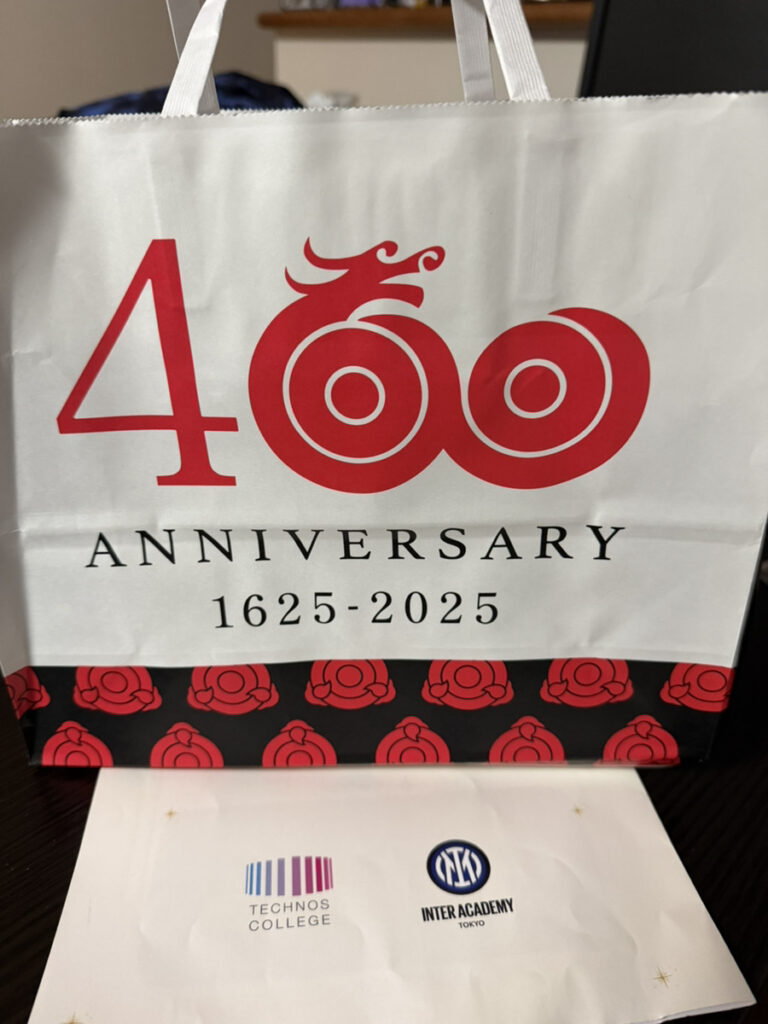 400
ANNIVERSARY
1625-2025
TECHNOS
COLLEGE
INTER ACADEMY
TOKYO